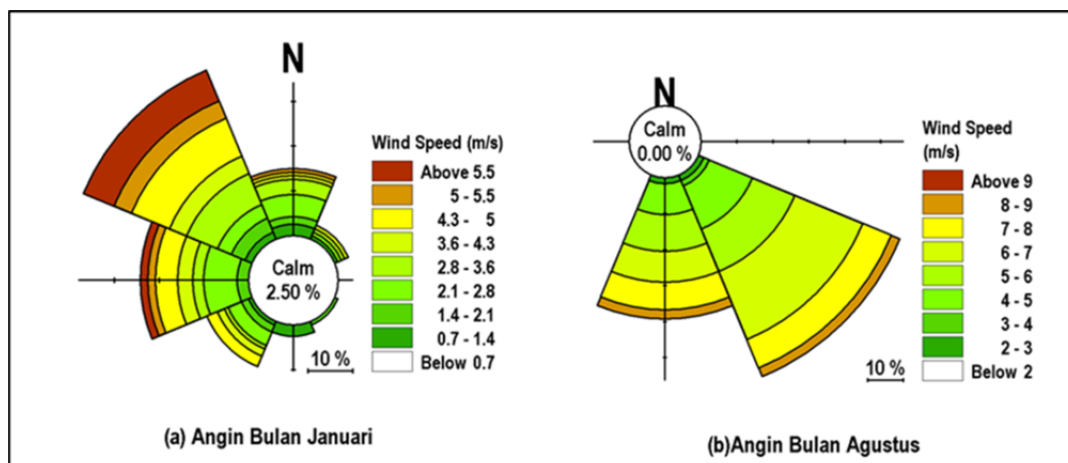 N
Calm
2.50 %
10 %
Wind Speed (m/s)
Above 5.5
5 - 5.5
4.3 - 5
3.6 - 4.3
2.8 - 3.6
2.1 - 2.8
1.4 - 2.1
0.7 - 1.4
Below 0.7
(a) Angin Bulan Januari
N
Calm
0.00 %
10 %
Wind Speed
(m/s)
Above 9
8 - 9
7 - 8
6 - 7
5 - 6
4 - 5
3 - 4
2 - 3
Below 2
(b)Angin Bulan Agustus